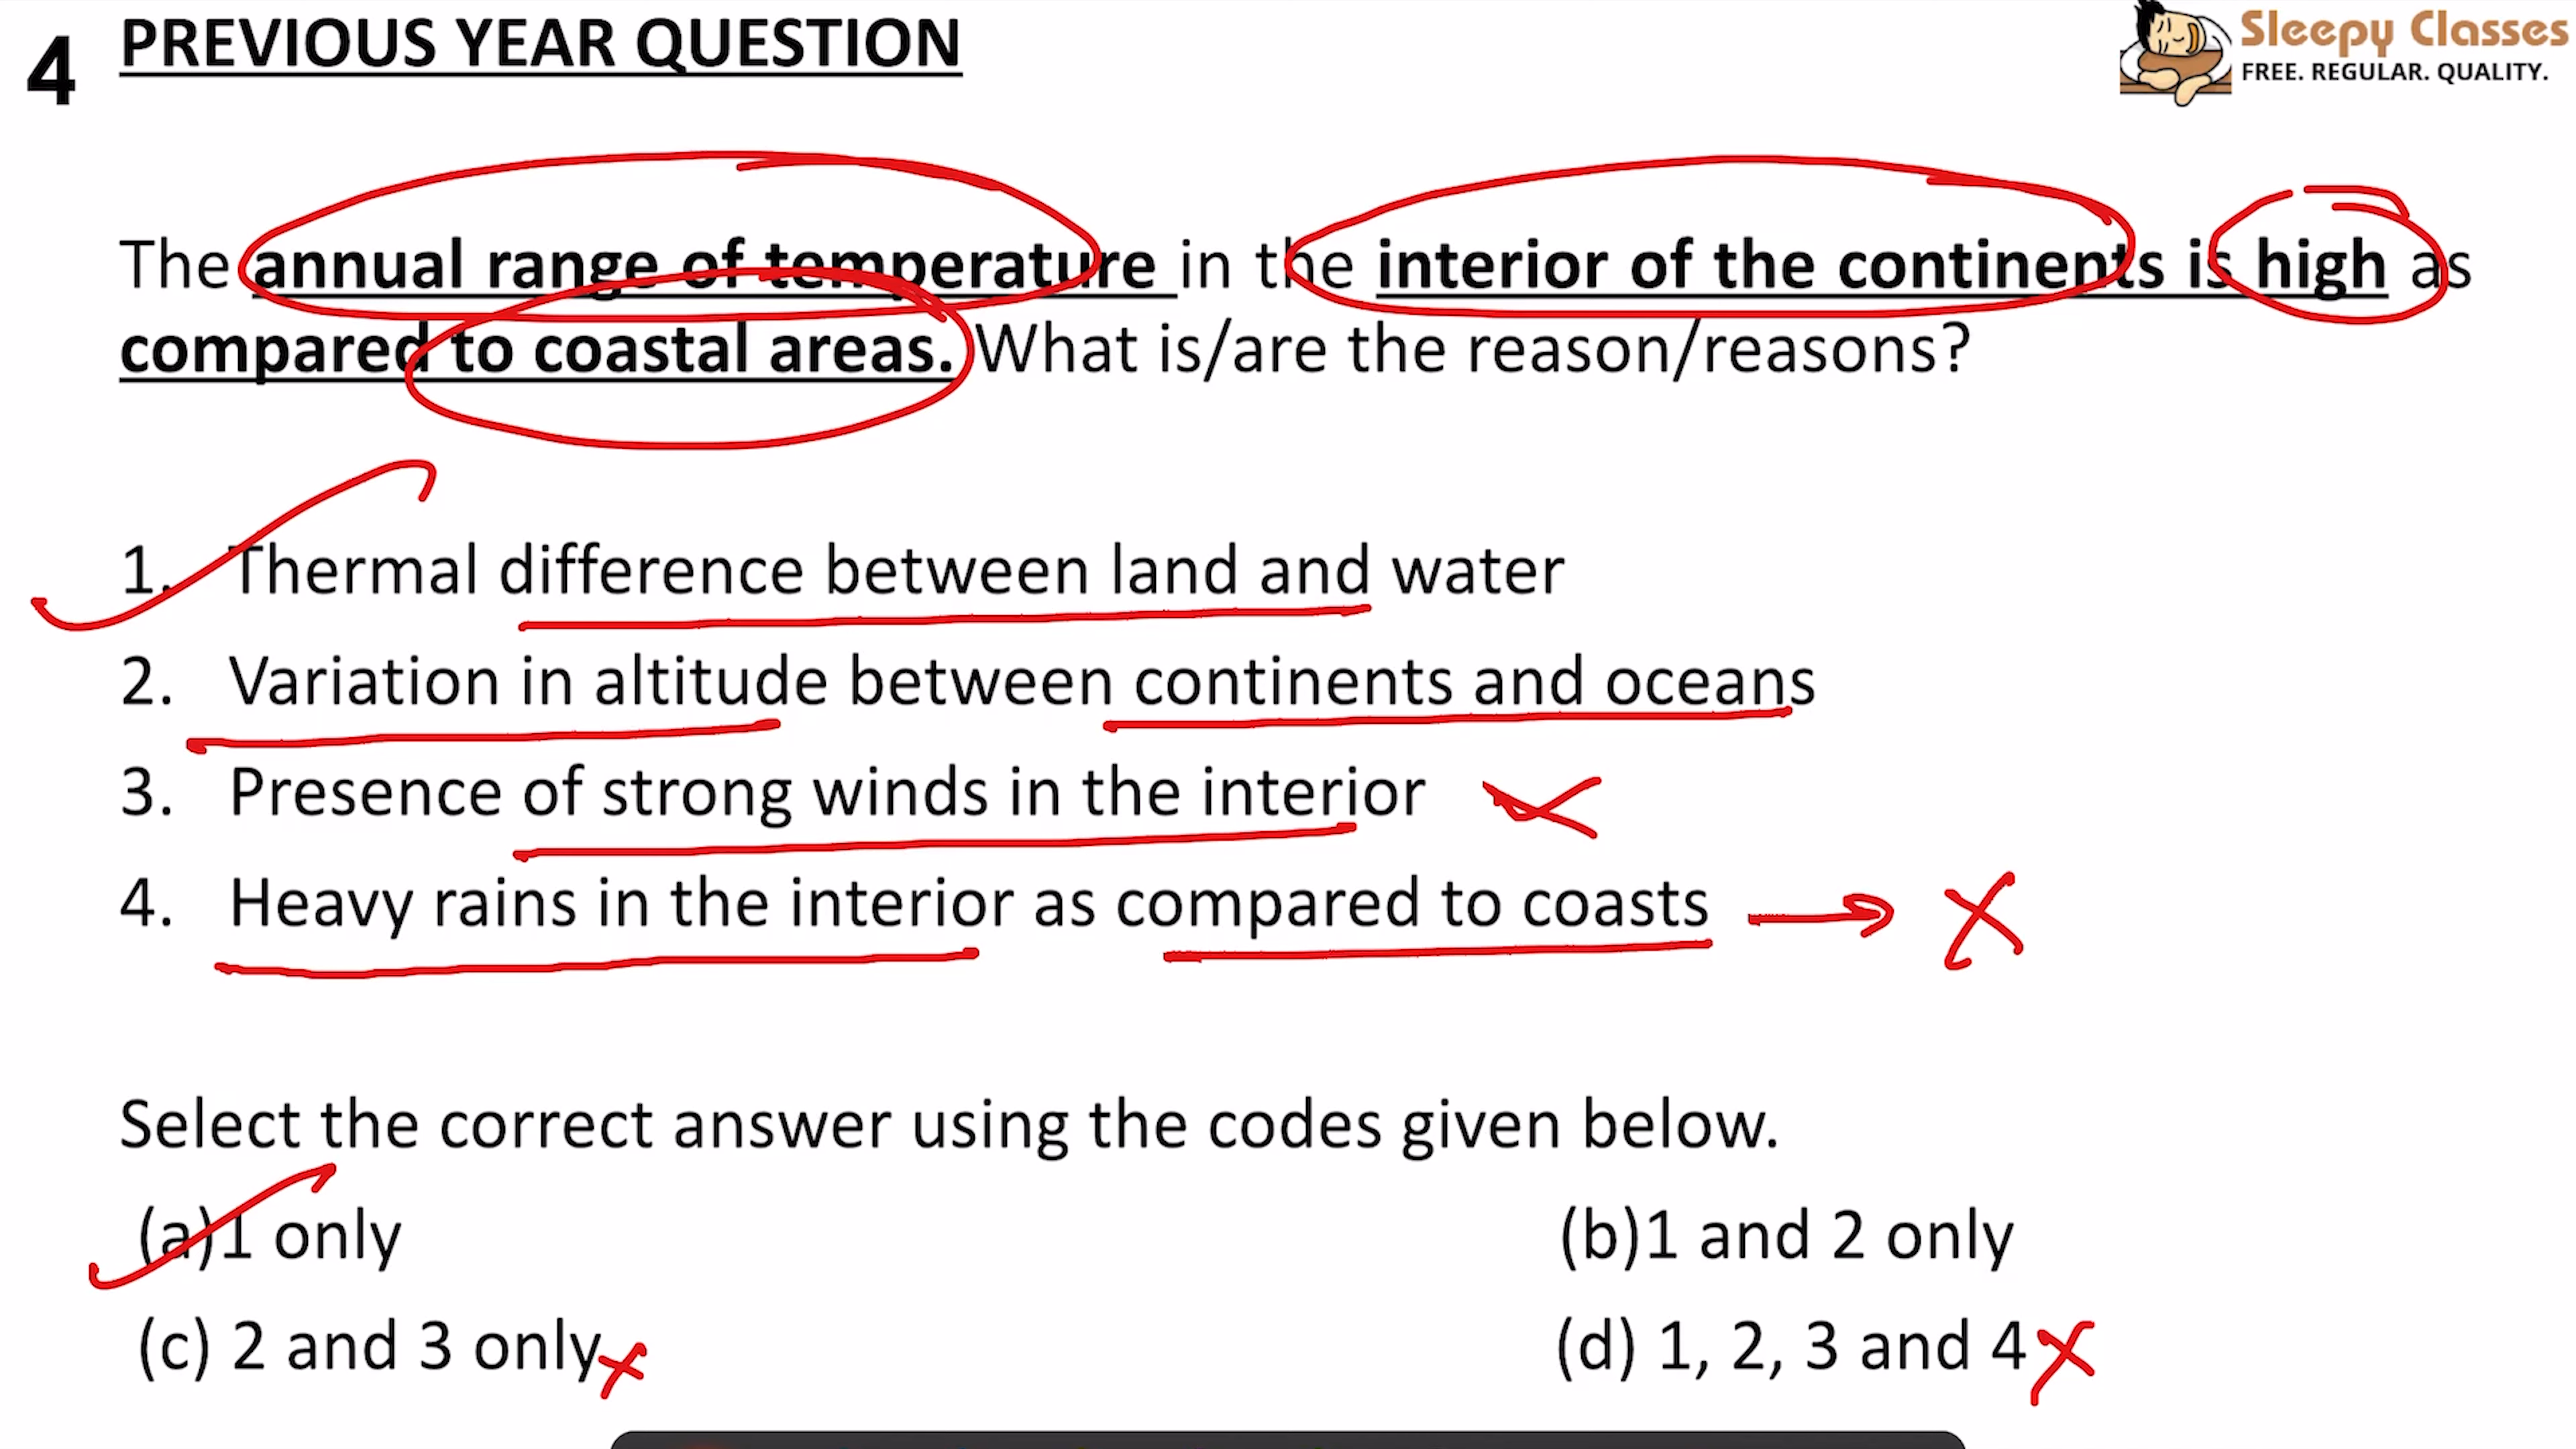 4 PREVIOUS YEAR QUESTION
Sleepy Classes
FREE. REGULAR. QUALITY.
The annual range of temperature in the interior of the continents is high as
compared to coastal areas. What is/are the reason/reasons?
1. Thermal difference between land and water
2. Variation in altitude between continents and oceans
3. Presence of strong winds in the interior
4. Heavy rains in the interior as compared to coasts
Select the correct answer using the codes given below.
(a)1 only (b)1 and 2 only
(c) 2 and 3 only (d) 1, 2, 3 and 4